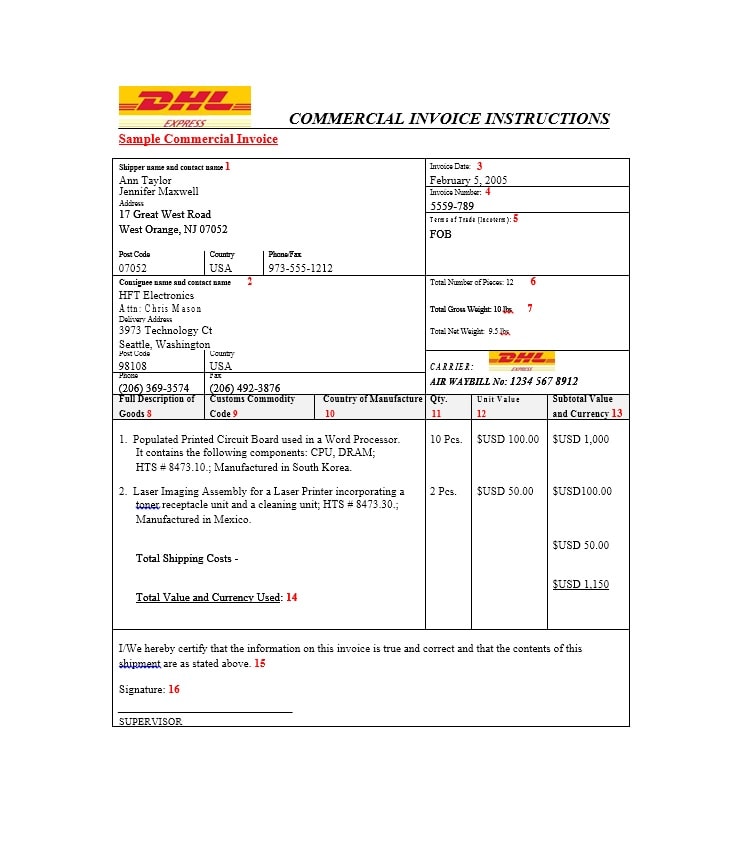 DHL
EXPRESS
COMMERCIAL INVOICE INSTRUCTIONS
Sample Commercial Invoice
Shipper name and contact name 1
Ann Taylor
Jennifer Maxwell
Address
17 Great West Road
West Orange, NJ 07052
Post Code Country Phone/Fax
07052 USA 973-555-1212
Invoice Date: 3
February 5, 2005
Invoice Number: 4
5559-789
Terms of Trade (Incoterm): 5
FOB
Consignee name and contact name 2
HFT Electronics
Attn: Chris Mason
Delivery Address
3973 Technology Ct
Seattle, Washington
Post Code Country
98108 USA
Phone Fax
(206) 369-3574 (206) 492-3876
Total Number of Pieces: 12 6
Total Gross Weight: 10 lbs. 7
Total Net Weight: 9.5 lbs.
CARRIER: DHL
EXPRESS
AIR WAYBILL No: 1234 567 8912
Full Description of Customs Commodity Country of Manufacture Qty. Unit Value Subtotal Value
Goods 8 Code 9 10 11 12 and Currency 13
1. Populated Printed Circuit Board used in a Word Processor. 10 Pcs. $USD 100.00 $USD 1,000
It contains the following components: CPU, DRAM;
HTS # 8473.10.; Manufactured in South Korea.
2. Laser Imaging Assembly for a Laser Printer incorporating a 2 Pcs. $USD 50.00 $USD100.00
toner receptacle unit and a cleaning unit; HTS # 8473.30.;
Manufactured in Mexico.
$USD 50.00
Total Shipping Costs -
$USD 1,150
Total Value and Currency Used: 14
I/We hereby certify that the information on this invoice is true and correct and that the contents of this
shipment are as stated above. 15
Signature: 16
SUPERVISOR